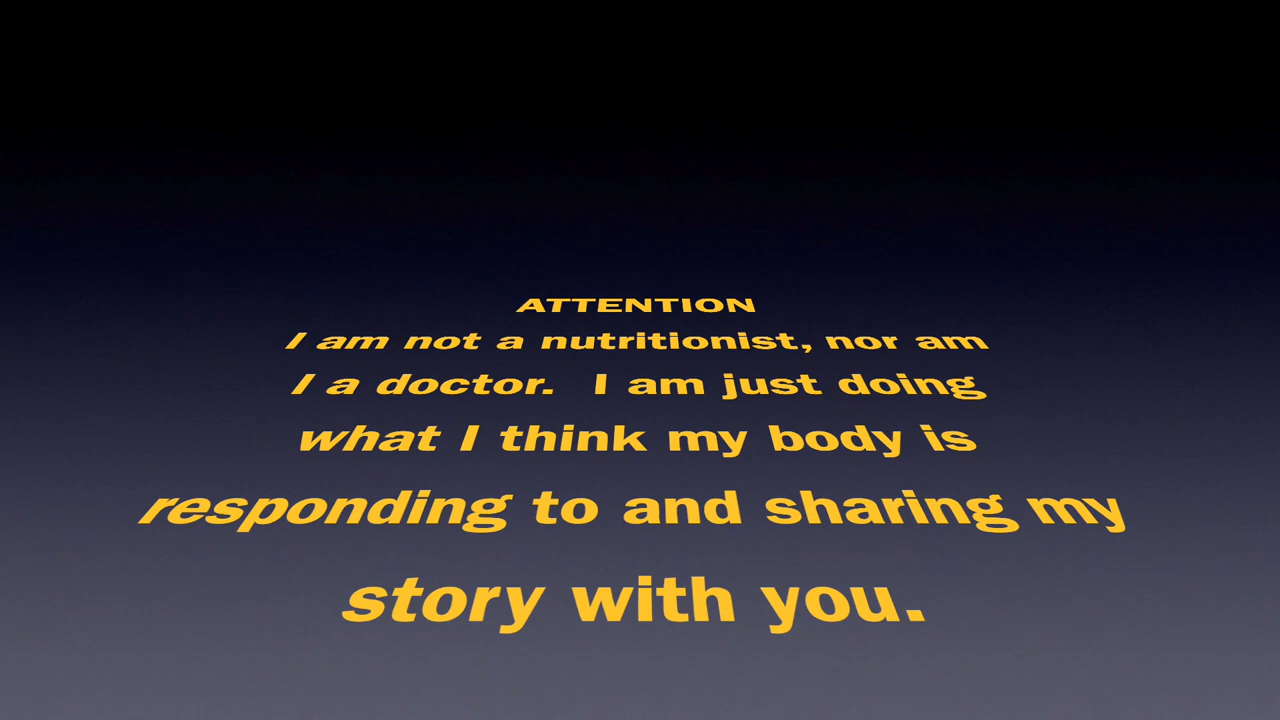 ATTENTION
I am not a nutritionist, nor am
I a doctor.  I am just doing
what I think my body is
responding to and sharing my
story with you.